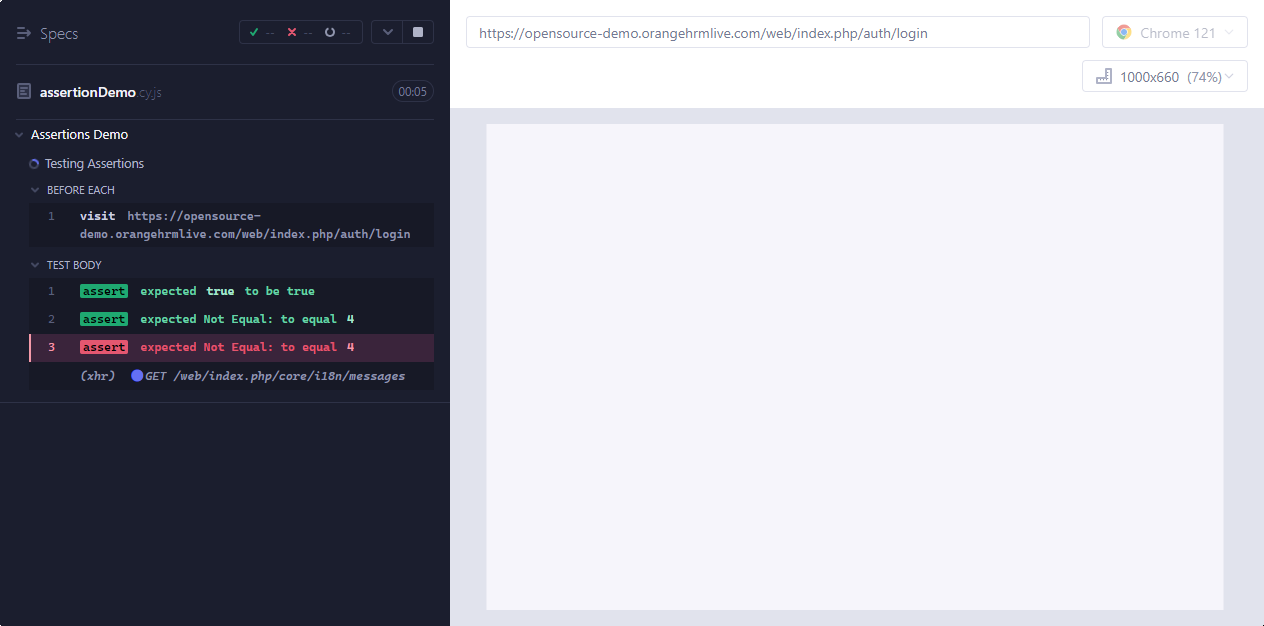 Specs
-- -- --
https://opensource-demo.orangehrmlive.com/web/index.php/auth/login
Chrome 121
1000x660 (74%)
assertionDemo.cy.js
00:05
Assertions Demo
Testing Assertions
BEFORE EACH
1 visit https://opensource-
demo.orangehrmlive.com/web/index.php/auth/login
TEST BODY
1 assert expected true to be true
2 assert expected Not Equal: to equal 4
3 assert expected Not Equal: to equal 4
(xhr) GET /web/index.php/core/i18n/messages